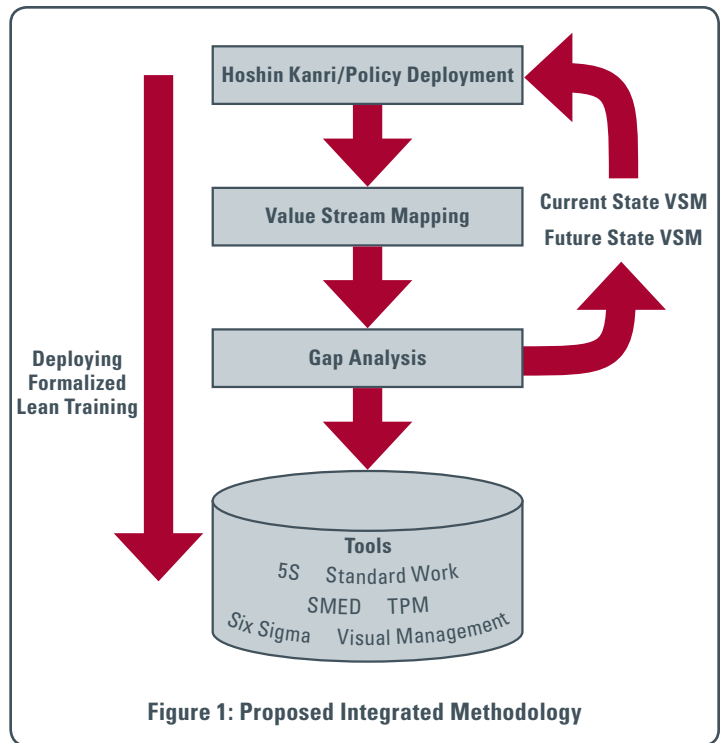 Hoshin Kanri/Policy Deployment
Value Stream Mapping
Current State VSM
Future State VSM
Gap Analysis
Deploying
Formalized
Lean Training
Tools
5S Standard Work
SMED TPM
Six Sigma Visual Management
Figure 1: Proposed Integrated Methodology